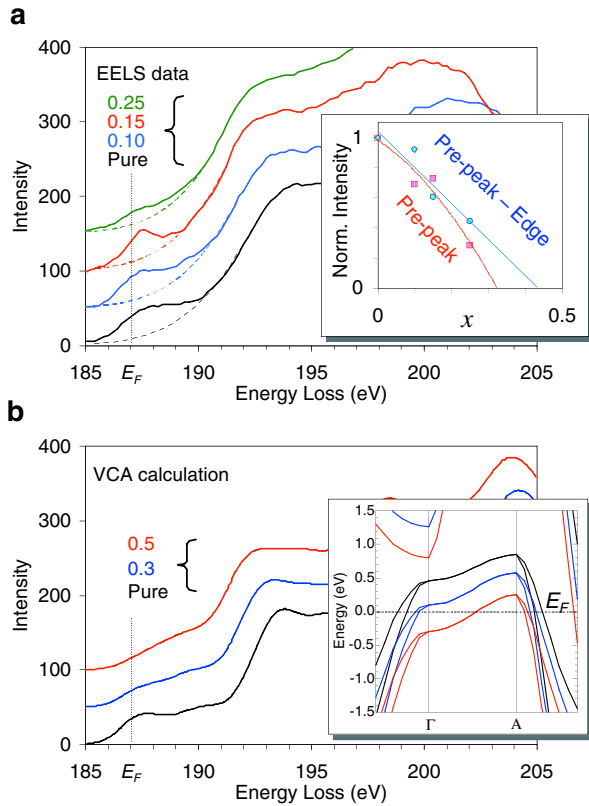 a
400
300
200
100
0
Intensity
EELS data
0.25
0.15
0.10
Pure
185
E_F
190
195
200
205
Energy Loss (eV)
1
0
Norm. Intensity
Pre-peak – Edge
Pre-peak
0
0.5
x
b
400
300
200
100
0
Intensity
VCA calculation
0.5
0.3
Pure
185
E_F
190
195
200
205
Energy Loss (eV)
1.5
1.0
0.5
0.0
-0.5
-1.0
-1.5
Energy (eV)
E_F
Γ
A